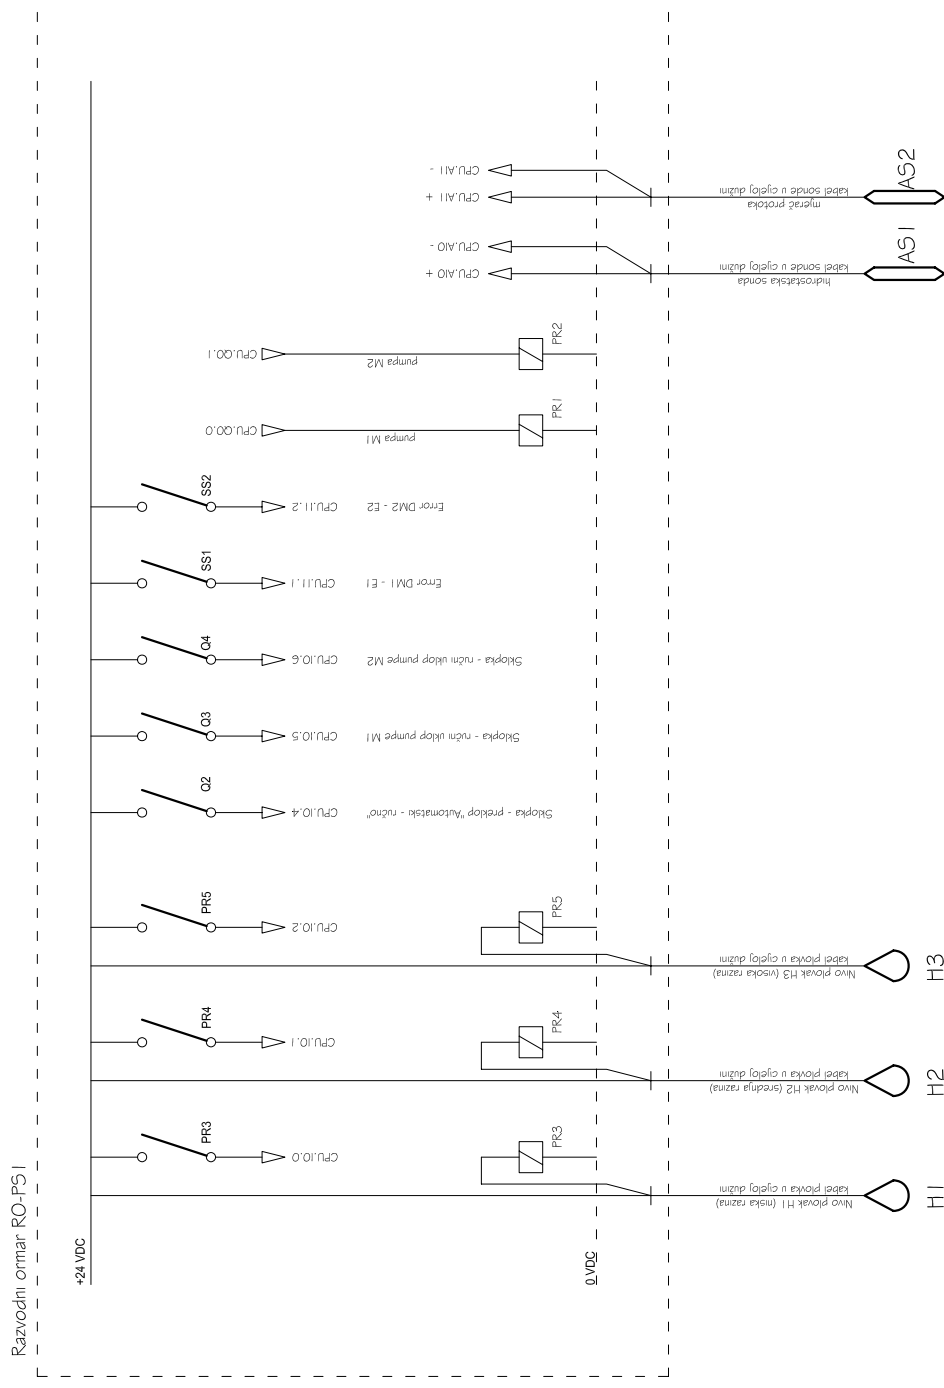 Razvodni ormar RO-PS1
+24 VDC
0 VDC
PR3
CPU.I0.0
PR3
Nivo plovak H1 (niska razina)
kabel plovka u cijeloj dužini
H1
PR4
CPU.I0.1
PR4
Nivo plovak H2 (srednja razina)
kabel plovka u cijeloj dužini
H2
PR5
CPU.I0.2
PR5
Nivo plovak H3 (visoka razina)
kabel plovka u cijeloj dužini
H3
Q2
CPU.I0.4
Sklopka - preklop "Automatski - ručno"
Q3
CPU.I0.5
Sklopka - ručni uklop pumpe M1
Q4
CPU.I0.6
Sklopka - ručni uklop pumpe M2
SS1
CPU.I1.1
Error DM1 - E1
SS2
CPU.I1.2
Error DM2 - E2
CPU.Q0.0
pumpa M1
PR1
CPU.Q0.1
pumpa M2
PR2
CPU.AI0 +
CPU.AI0 -
hidrostatska sonda
kabel sonde u cijeloj dužini
AS1
CPU.AI1 +
CPU.AI1 -
mjerač protoka
kabel sonde u cijeloj dužini
AS2